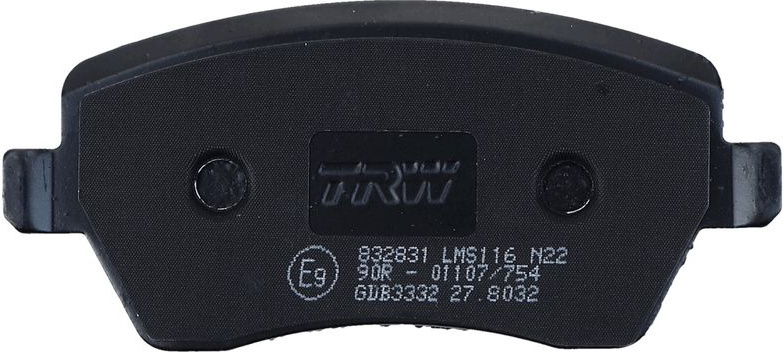 TRW
E9
832831 LMS116 N22
90R - 01107/754
GDB3332 27.8032